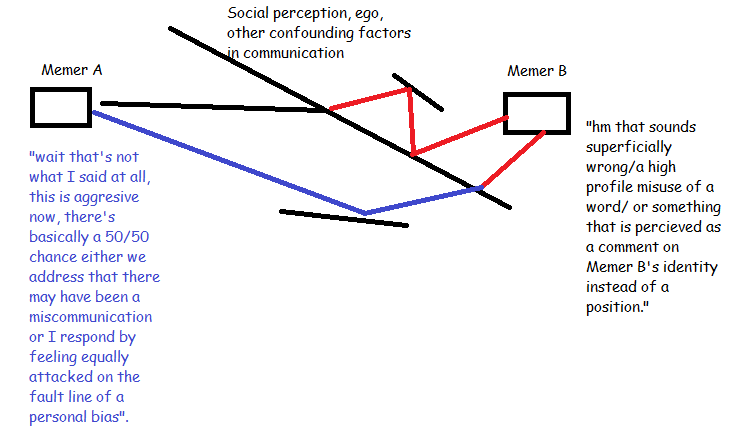 Social perception, ego,
other confounding factors
in communication
Memer A
Memer B
"wait that's not
what I said at all,
this is aggresive
now, there's
basically a 50/50
chance either we
address that there
may have been a
miscommunication
or I respond by
feeling equally
attacked on the
fault line of a
personal bias".
"hm that sounds
superficially
wrong/a high
profile misuse of a
word/ or something
that is percieved as
a comment on
Memer B's identity
instead of a
position."